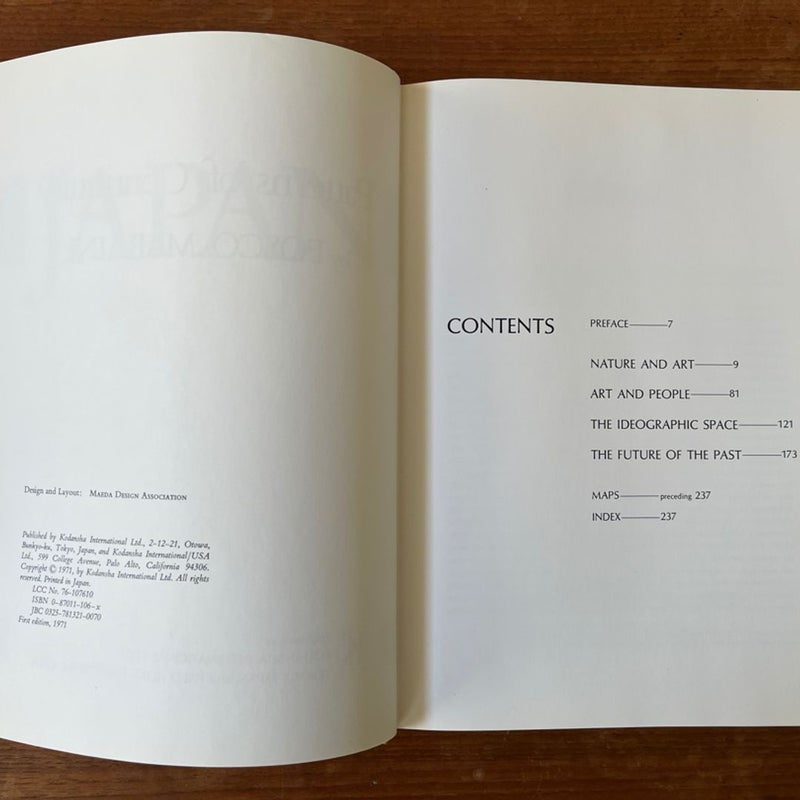 Design and Layout: MAEDA DESIGN ASSOCIATION
Published by Kodansha International Ltd., 2-12-21, Otowa,
Bunkyo-ku, Tokyo, Japan, and Kodansha International/USA
Ltd., 599 College Avenue, Palo Alto, California 94306.
Copyright © 1971, by Kodansha International Ltd. All rights
reserved. Printed in Japan.
LCC No. 76-107610
ISBN 0-87011-106-x
JBC 0325-781321-0070
First edition, 1971
CONTENTS
PREFACE———7
NATURE AND ART———9
ART AND PEOPLE———81
THE IDEOGRAPHIC SPACE———121
THE FUTURE OF THE PAST———173
MAPS———preceding 237
INDEX———237